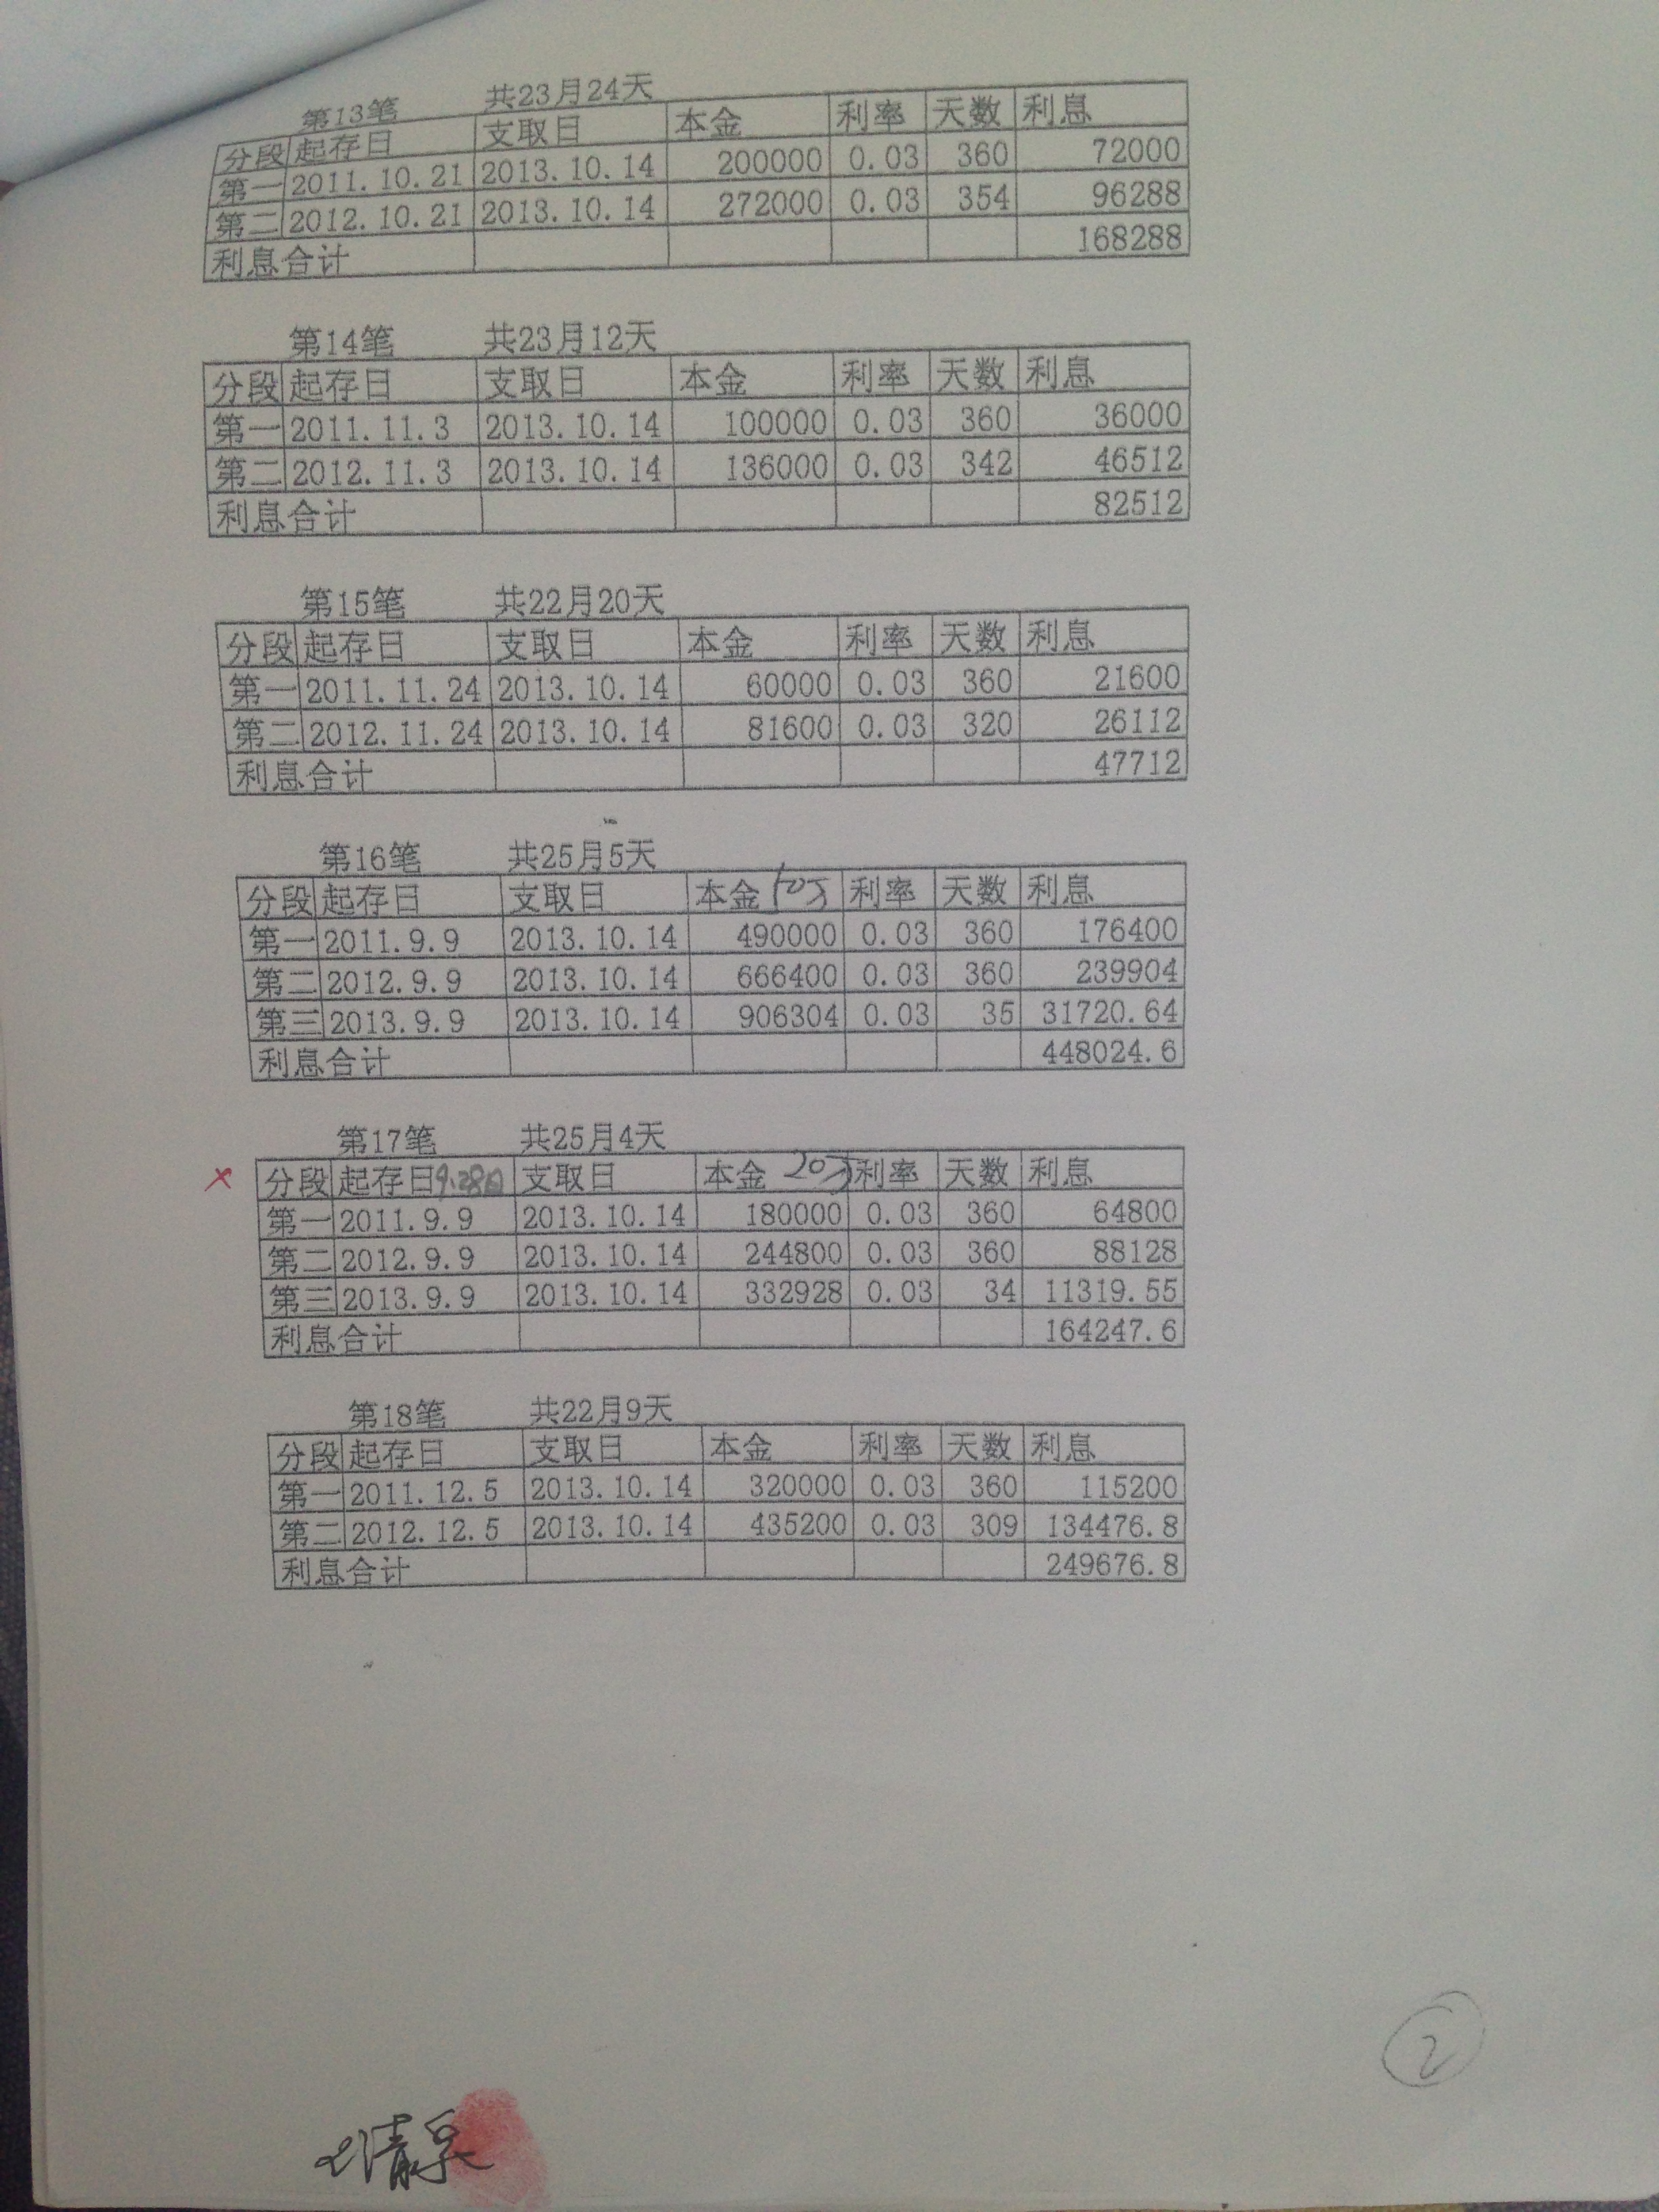 第13笔 共23月24天
分段 起存日 支取日 本金 利率 天数 利息
第一 2011.10.21 2013.10.14 200000 0.03 360 72000
第二 2012.10.21 2013.10.14 272000 0.03 354 96288
利息合计 168288
第14笔 共23月12天
分段 起存日 支取日 本金 利率 天数 利息
第一 2011.11.3 2013.10.14 100000 0.03 360 36000
第二 2012.11.3 2013.10.14 136000 0.03 342 46512
利息合计 82512
第15笔 共22月20天
分段 起存日 支取日 本金 利率 天数 利息
第一 2011.11.24 2013.10.14 60000 0.03 360 21600
第二 2012.11.24 2013.10.14 81600 0.03 320 26112
利息合计 47712
第16笔 共25月5天
分段 起存日 支取日 本金 利率 天数 利息
第一 2011.9.9 2013.10.14 490000 0.03 360 176400
第二 2012.9.9 2013.10.14 666400 0.03 360 239904
第三 2013.9.9 2013.10.14 906304 0.03 35 31720.64
利息合计 448024.6
第17笔 共25月4天
× 分段 起存日 9.28日 支取日 本金 20万 利率 天数 利息
第一 2011.9.9 2013.10.14 180000 0.03 360 64800
第二 2012.9.9 2013.10.14 244800 0.03 360 88128
第三 2013.9.9 2013.10.14 332928 0.03 34 11319.55
利息合计 164247.6
第18笔 共22月9天
分段 起存日 支取日 本金 利率 天数 利息
第一 2011.12.5 2013.10.14 320000 0.03 360 115200
第二 2012.12.5 2013.10.14 435200 0.03 309 134476.8
利息合计 249676.8
2